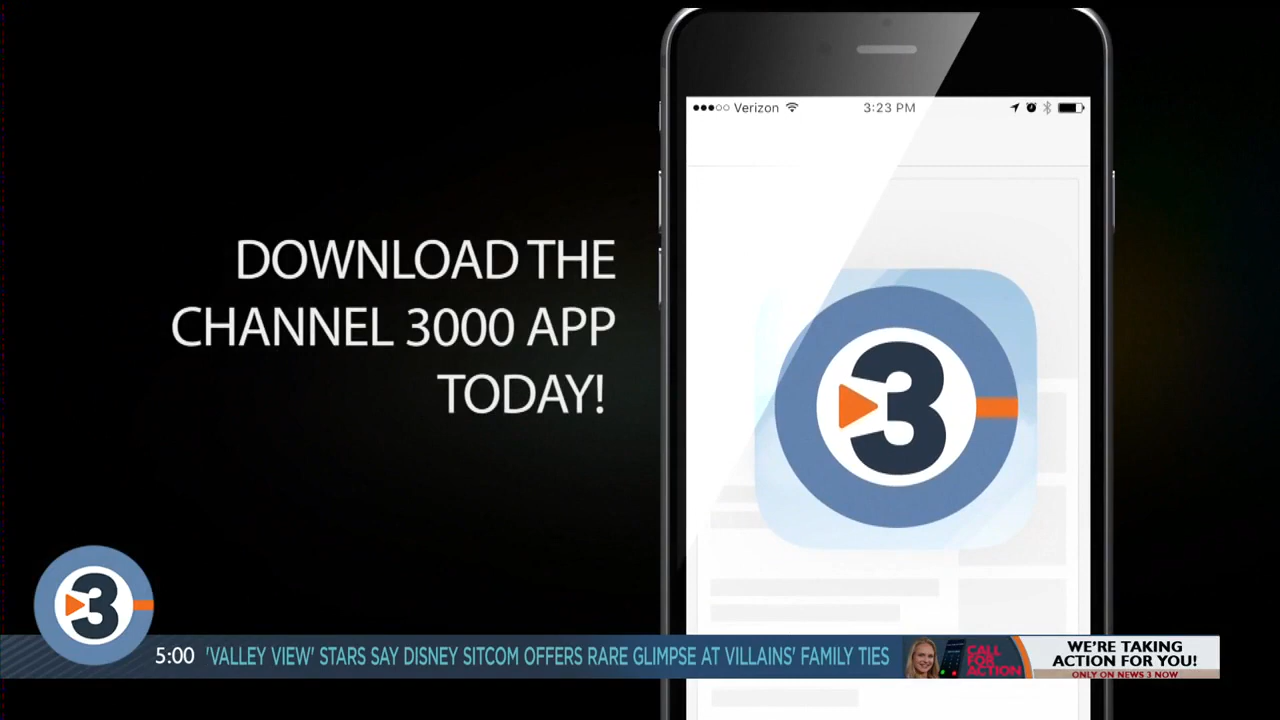 Verizon 3:23 PM
DOWNLOAD THE
CHANNEL 3000 APP
TODAY!
3
3
5:00 'VALLEY VIEW' STARS SAY DISNEY SITCOM OFFERS RARE GLIMPSE AT VILLAINS' FAMILY TIES
CALL
FOR
ACTION
WE'RE TAKING
ACTION FOR YOU!
ONLY ON NEWS 3 NOW